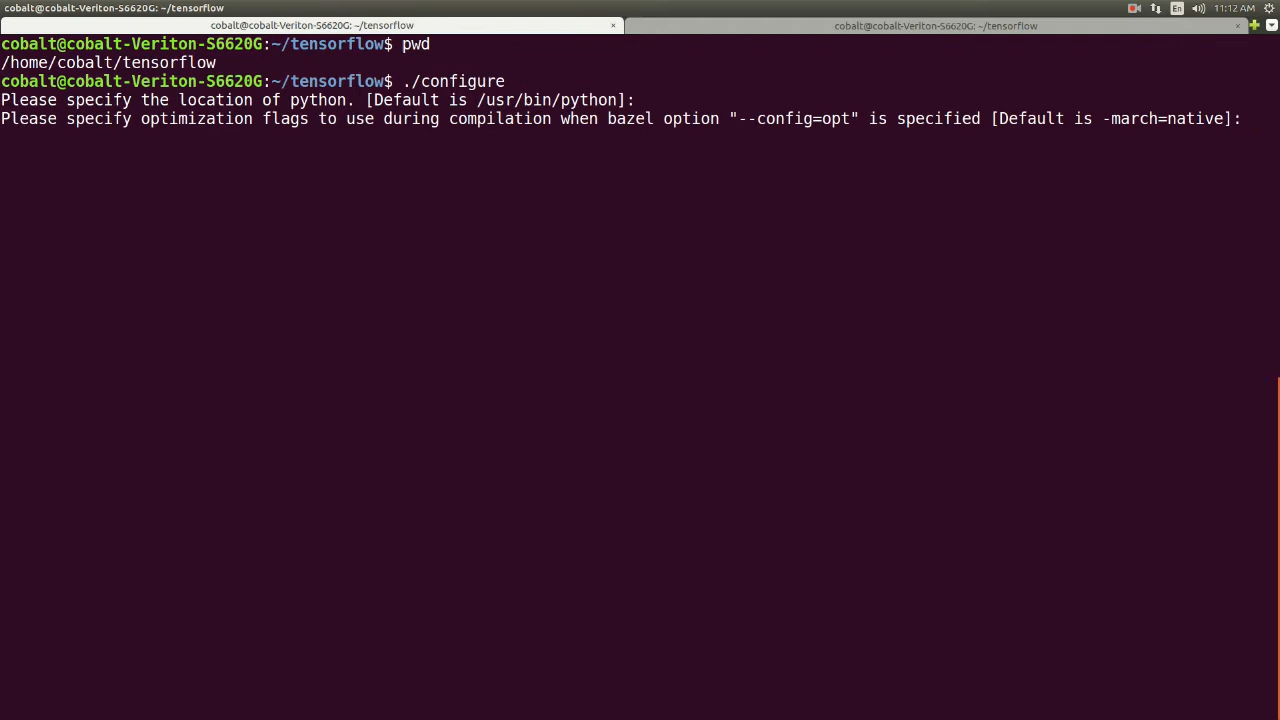 cobalt@cobalt-Veriton-S6620G: ~/tensorflow
En
11:12 AM
cobalt@cobalt-Veriton-S6620G: ~/tensorflow ×
cobalt@cobalt-Veriton-S6620G: ~/tensorflow ×
cobalt@cobalt-Veriton-S6620G:~/tensorflow$ pwd
/home/cobalt/tensorflow
cobalt@cobalt-Veriton-S6620G:~/tensorflow$ ./configure
Please specify the location of python. [Default is /usr/bin/python]:
Please specify optimization flags to use during compilation when bazel option "--config=opt" is specified [Default is -march=native]: